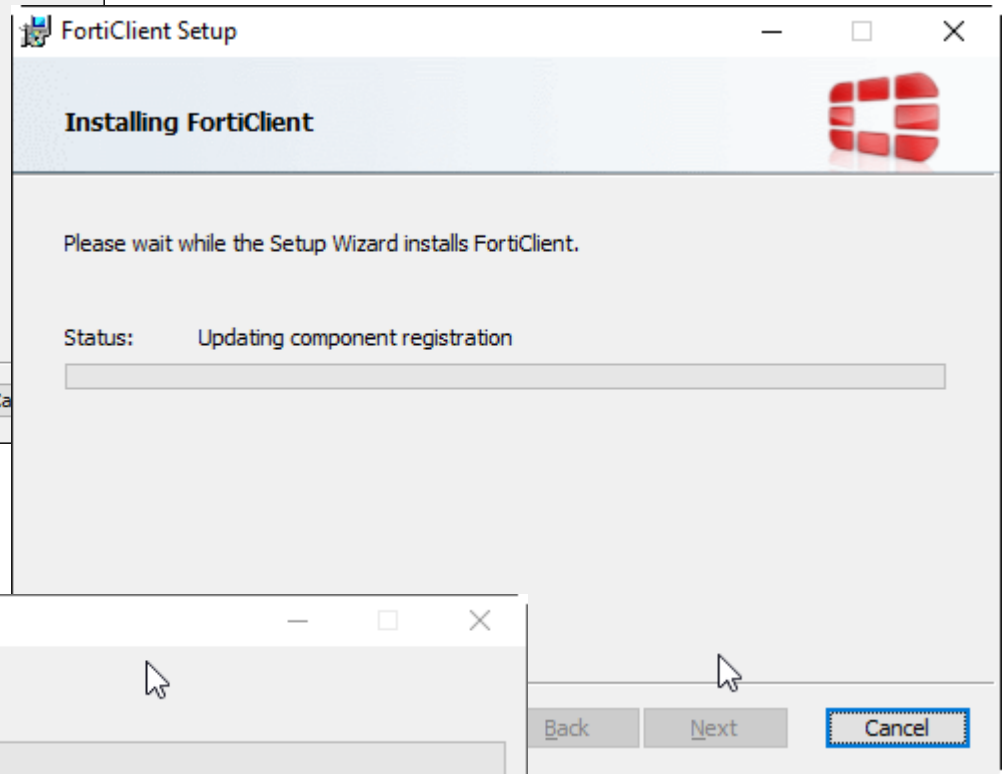 FortiClient Setup
Installing FortiClient
Please wait while the Setup Wizard installs FortiClient.
Status: Updating component registration
Back Next Cancel